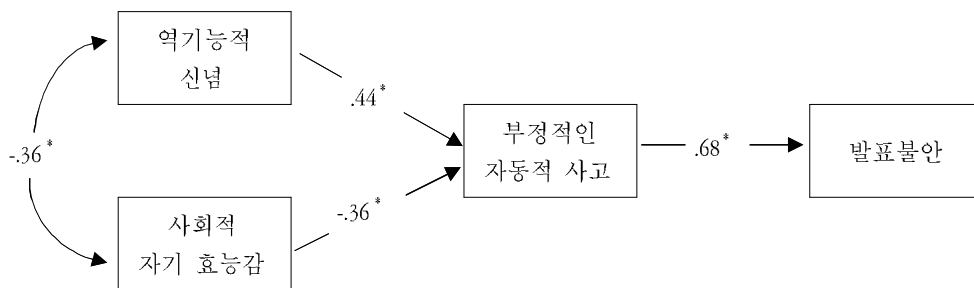 역기능적
신념
.44*
-.36*
부정적인
자동적 사고
.68*
발표불안
사회적
자기 효능감
-.36*